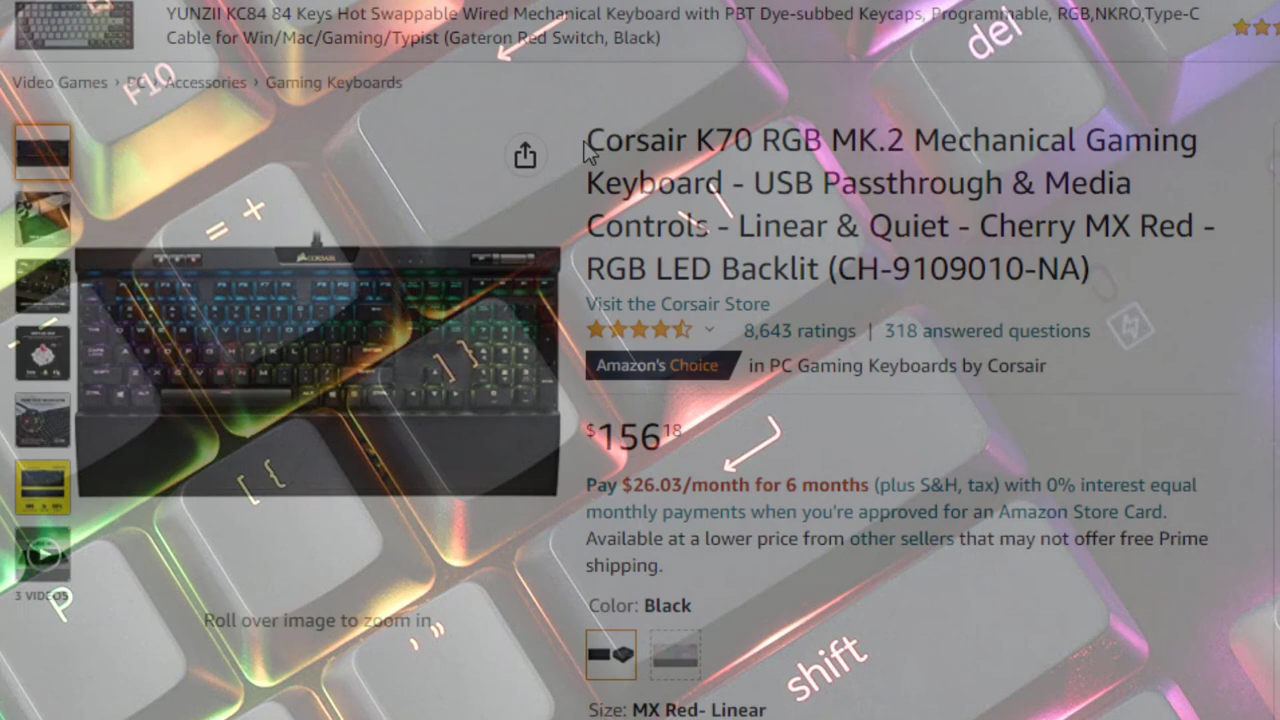 YUNZII KC84 84 Keys Hot Swappable Wired Mechanical Keyboard with PBT Dye-subbed Keycaps, Programmable, RGB,NKRO,Type-C
Cable for Win/Mac/Gaming/Typist (Gateron Red Switch, Black)
del
Video Games › PC › Accessories › Gaming Keyboards
F10
Corsair K70 RGB MK.2 Mechanical Gaming
Keyboard - USB Passthrough & Media
Controls - Linear & Quiet - Cherry MX Red -
RGB LED Backlit (CH-9109010-NA)
= +
\ |
CORSAIR
Visit the Corsair Store
8,643 ratings | 318 answered questions
Amazon's Choice in PC Gaming Keyboards by Corsair
] }
$156 18
[ {
Pay $26.03/month for 6 months (plus S&H, tax) with 0% interest equal
monthly payments when you're approved for an Amazon Store Card.
Available at a lower price from other sellers that may not offer free Prime
shipping.
3 VIDEOS
P
Roll over image to zoom in
' "
Color: Black
shift
Size: MX Red- Linear